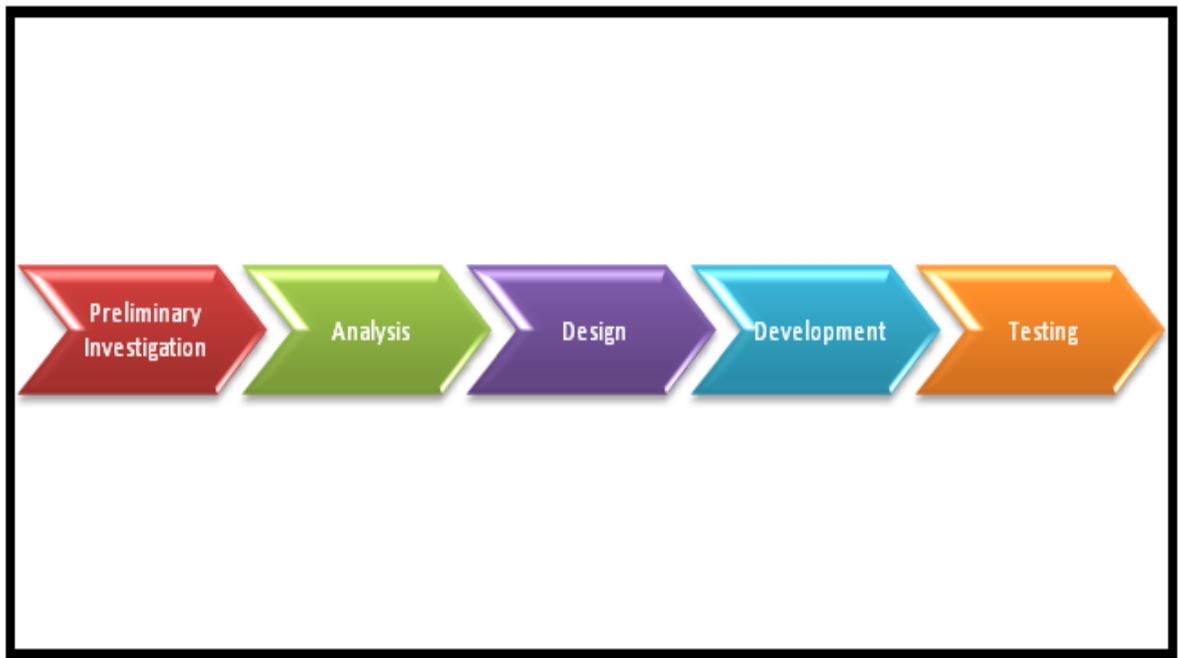 Preliminary
Investigation
Analysis
Design
Development
Testing